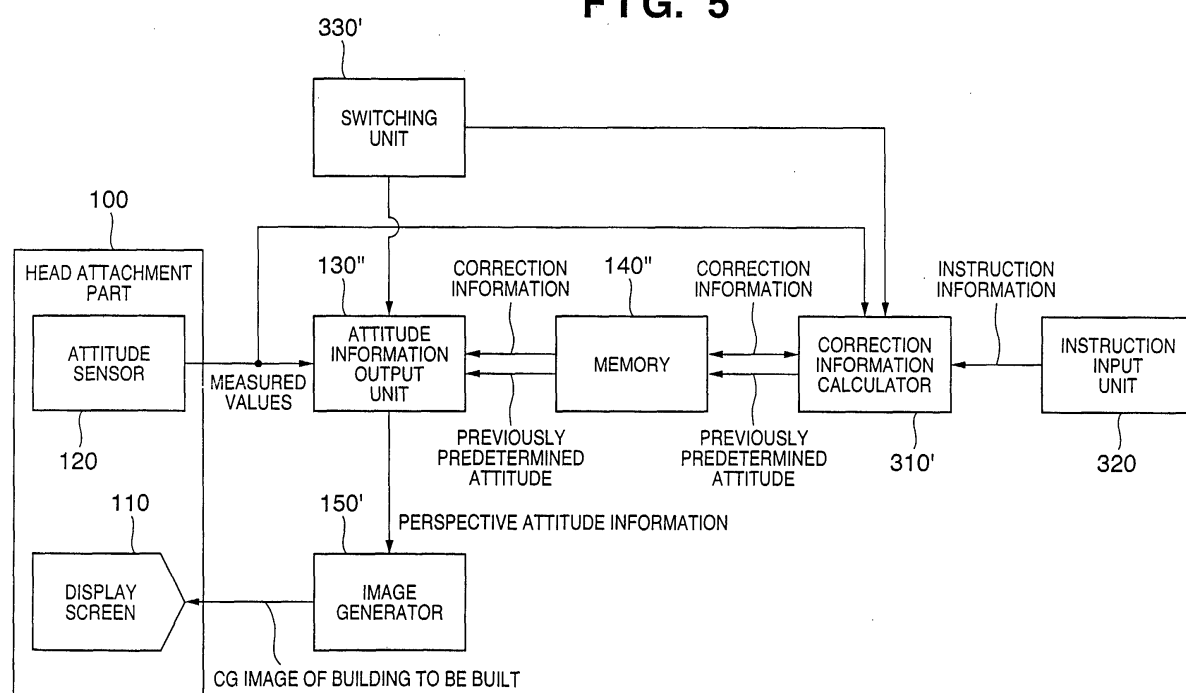 FIG. 5
330'
SWITCHING
UNIT
100
HEAD ATTACHMENT
PART
130"
CORRECTION
INFORMATION
140"
CORRECTION
INFORMATION
INSTRUCTION
INFORMATION
ATTITUDE
SENSOR
MEASURED
VALUES
ATTITUDE
INFORMATION
OUTPUT
UNIT
MEMORY
CORRECTION
INFORMATION
CALCULATOR
INSTRUCTION
INPUT
UNIT
120
PREVIOUSLY
PREDETERMINED
ATTITUDE
PREVIOUSLY
PREDETERMINED
ATTITUDE
310'
320
110
150'
PERSPECTIVE ATTITUDE INFORMATION
DISPLAY
SCREEN
IMAGE
GENERATOR
CG IMAGE OF BUILDING TO BE BUILT